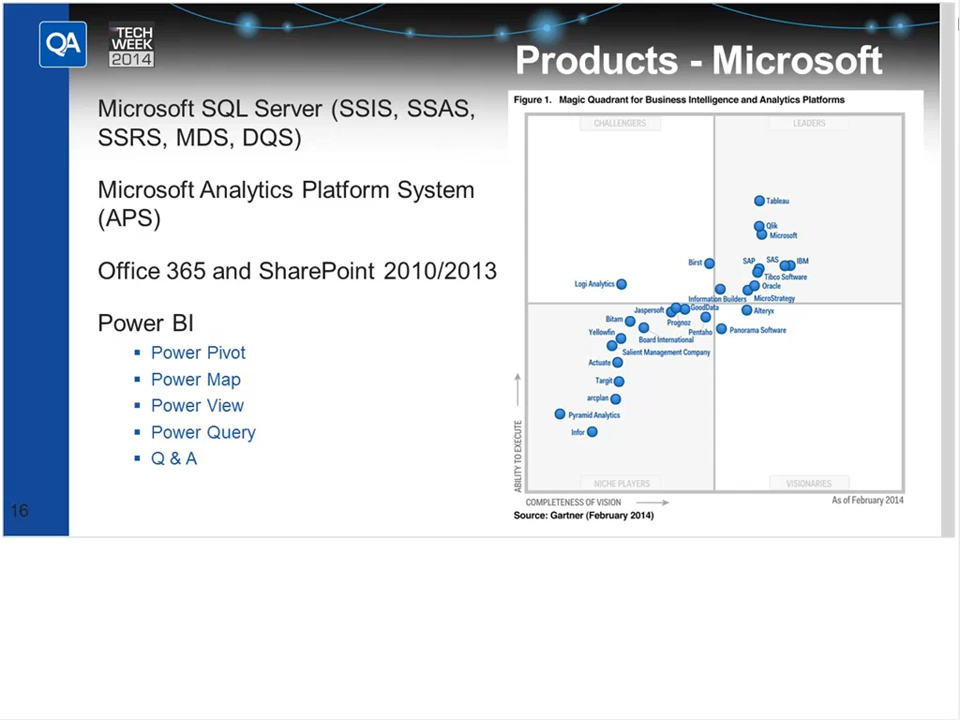 QA
TECH
WEEK
2014
Products - Microsoft
Microsoft SQL Server (SSIS, SSAS,
SSRS, MDS, DQS)
Microsoft Analytics Platform System
(APS)
Office 365 and SharePoint 2010/2013
Power BI
Power Pivot
Power Map
Power View
Power Query
Q & A
16
Figure 1. Magic Quadrant for Business Intelligence and Analytics Platforms
CHALLENGERS
LEADERS
Tableau
Qlik
Microsoft
Birst
SAP
SAS
IBM
Tibco Software
Logi Analytics
Oracle
Information Builders
MicroStrategy
Jaspersoft
GoodData
Alteryx
Bitam
Prognoz
Yellowfin
Pentaho
Panorama Software
Board International
Salient Management Company
Actuate
Targit
arcplan
Pyramid Analytics
Infor
ABILITY TO EXECUTE
NICHE PLAYERS
VISIONARIES
COMPLETENESS OF VISION
As of February 2014
Source: Gartner (February 2014)